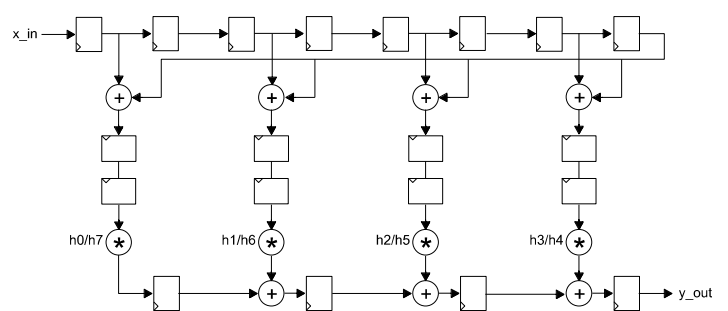 x_in
+ + + +
h0/h7 * h1/h6 * h2/h5 * h3/h4 *
+ + + y_out